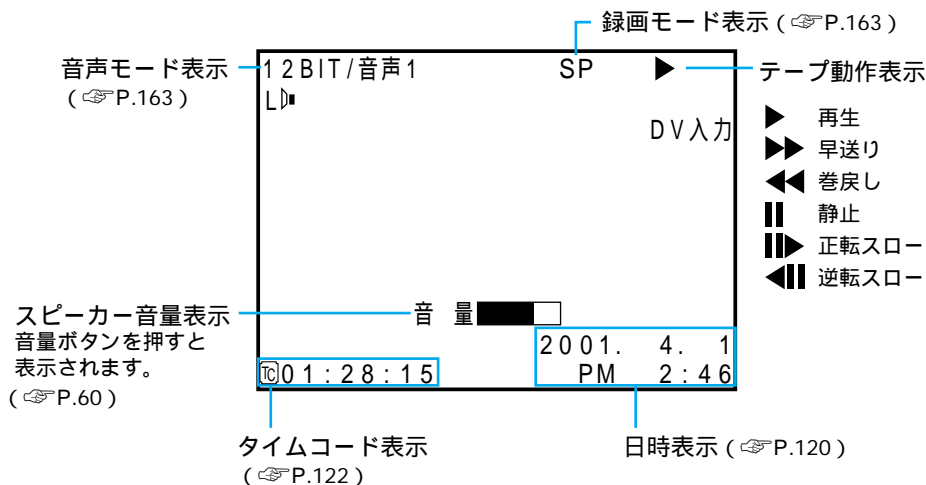 録画モード表示（☞P.163）
音声モード表示
（☞P.163）
12BIT/音声1
SP ▶
テープ動作表示
L
DV入力
▶ 再生
▶▶ 早送り
◀◀ 巻戻し
❚❚ 静止
❚❚▶ 正転スロー
◀❚❚ 逆転スロー
スピーカー音量表示
音量ボタンを押すと
表示されます。
（☞P.60）
音 量
2001. 4. 1
PM 2:46
TC 01:28:15
タイムコード表示
（☞P.122）
日時表示（☞P.120）